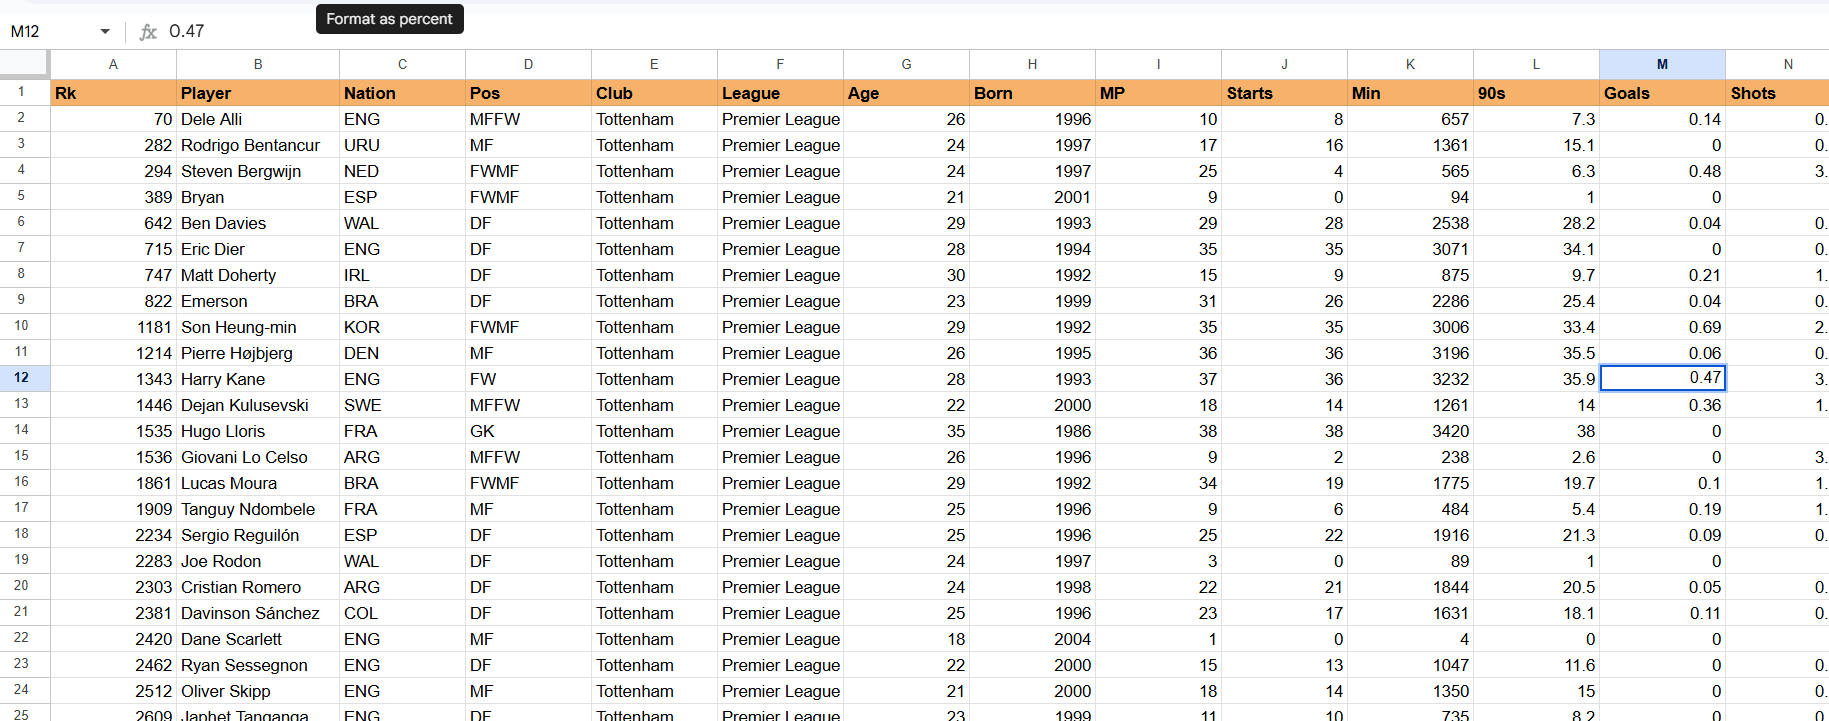 Format as percent
M12 fx 0.47
A B C D E F G H I J K L M N
1 Rk Player Nation Pos Club League Age Born MP Starts Min 90s Goals Shots
2 70 Dele Alli ENG MFFW Tottenham Premier League 26 1996 10 8 657 7.3 0.14 0.
3 282 Rodrigo Bentancur URU MF Tottenham Premier League 24 1997 17 16 1361 15.1 0 0.
4 294 Steven Bergwijn NED FWMF Tottenham Premier League 24 1997 25 4 565 6.3 0.48 3.
5 389 Bryan ESP FWMF Tottenham Premier League 21 2001 9 0 94 1 0
6 642 Ben Davies WAL DF Tottenham Premier League 29 1993 29 28 2538 28.2 0.04 0.
7 715 Eric Dier ENG DF Tottenham Premier League 28 1994 35 35 3071 34.1 0 0.
8 747 Matt Doherty IRL DF Tottenham Premier League 30 1992 15 9 875 9.7 0.21 1.
9 822 Emerson BRA DF Tottenham Premier League 23 1999 31 26 2286 25.4 0.04 0.
10 1181 Son Heung-min KOR FWMF Tottenham Premier League 29 1992 35 35 3006 33.4 0.69 2.
11 1214 Pierre Højbjerg DEN MF Tottenham Premier League 26 1995 36 36 3196 35.5 0.06 0.
12 1343 Harry Kane ENG FW Tottenham Premier League 28 1993 37 36 3232 35.9 0.47 3.
13 1446 Dejan Kulusevski SWE MFFW Tottenham Premier League 22 2000 18 14 1261 14 0.36 1.
14 1535 Hugo Lloris FRA GK Tottenham Premier League 35 1986 38 38 3420 38 0
15 1536 Giovani Lo Celso ARG MFFW Tottenham Premier League 26 1996 9 2 238 2.6 0 3.
16 1861 Lucas Moura BRA FWMF Tottenham Premier League 29 1992 34 19 1775 19.7 0.1 1.
17 1909 Tanguy Ndombele FRA MF Tottenham Premier League 25 1996 9 6 484 5.4 0.19 1.
18 2234 Sergio Reguilón ESP DF Tottenham Premier League 25 1996 25 22 1916 21.3 0.09 0.
19 2283 Joe Rodon WAL DF Tottenham Premier League 24 1997 3 0 89 1 0
20 2303 Cristian Romero ARG DF Tottenham Premier League 24 1998 22 21 1844 20.5 0.05 0.
21 2381 Davinson Sánchez COL DF Tottenham Premier League 25 1996 23 17 1631 18.1 0.11 0.
22 2420 Dane Scarlett ENG MF Tottenham Premier League 18 2004 1 0 4 0 0
23 2462 Ryan Sessegnon ENG DF Tottenham Premier League 22 2000 15 13 1047 11.6 0 0.
24 2512 Oliver Skipp ENG MF Tottenham Premier League 21 2000 18 14 1350 15 0 0.
25 2609 Japhet Tanganga ENG DF Tottenham Premier League 23 1999 11 10 735 8.2 0 0.